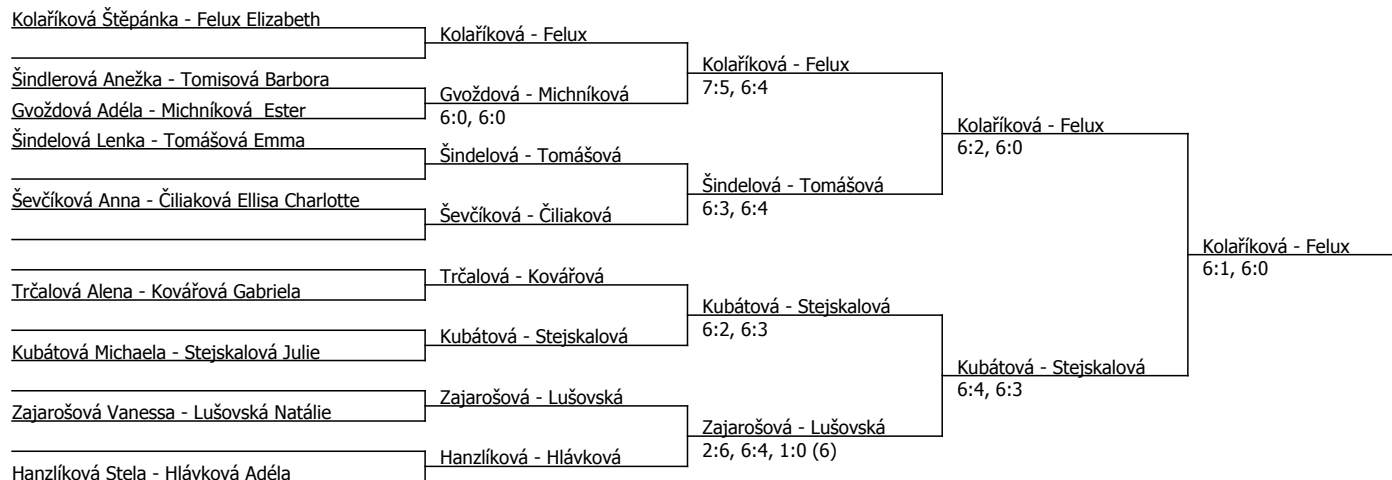 Kolaříková Štěpánka - Felux Elizabeth
Šindlerová Anežka - Tomisová Barbora
Gvoždová Adéla - Michníková  Ester
Šindelová Lenka - Tomášová Emma
Ševčíková Anna - Čiliaková Ellisa Charlotte
Trčalová Alena - Kovářová Gabriela
Kubátová Michaela - Stejskalová Julie
Zajarošová Vanessa - Lušovská Natálie
Hanzlíková Stela - Hlávková Adéla
Kolaříková - Felux
Gvoždová - Michníková
6:0, 6:0
Šindelová - Tomášová
Ševčíková - Čiliaková
Trčalová - Kovářová
Kubátová - Stejskalová
Zajarošová - Lušovská
Hanzlíková - Hlávková
Kolaříková - Felux
7:5, 6:4
Šindelová - Tomášová
6:3, 6:4
Kubátová - Stejskalová
6:2, 6:3
Zajarošová - Lušovská
2:6, 6:4, 1:0 (6)
Kolaříková - Felux
6:2, 6:0
Kubátová - Stejskalová
6:4, 6:3
Kolaříková - Felux
6:1, 6:0